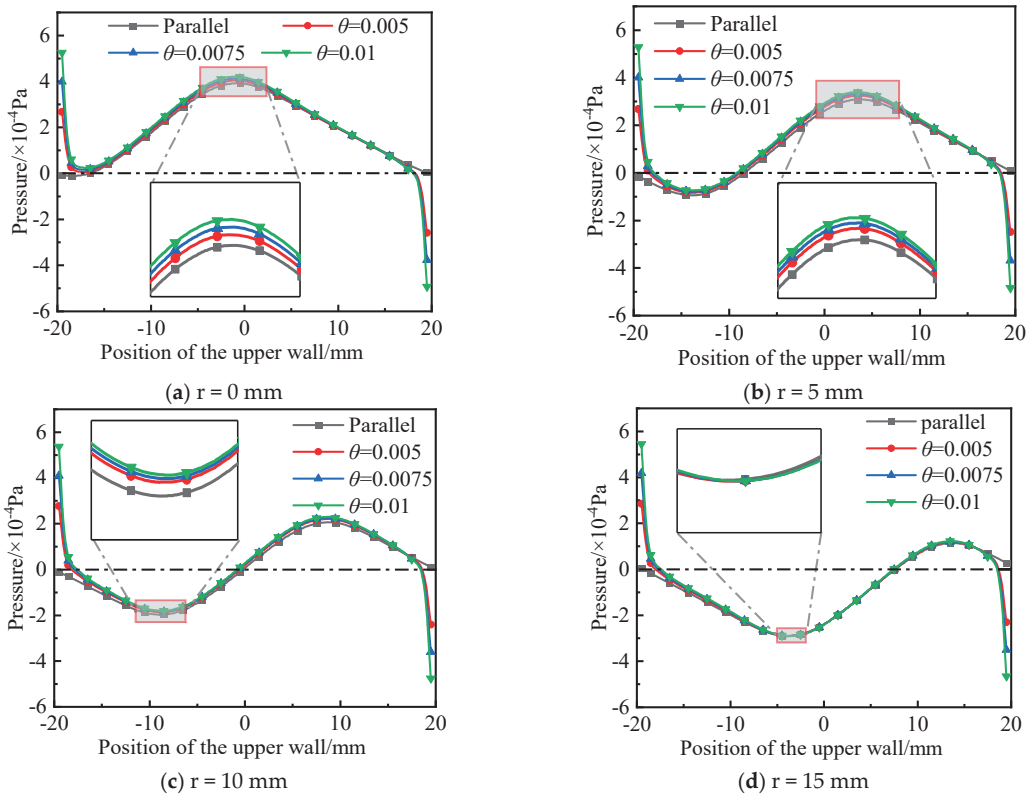 Parallel
θ=0.005
θ=0.0075
θ=0.01
Pressure/×10⁻⁴Pa
6
4
2
0
-2
-4
-6
-20
-10
0
10
20
Position of the upper wall/mm
(a) r = 0 mm
Parallel
θ=0.005
θ=0.0075
θ=0.01
Pressure/×10⁻⁴Pa
6
4
2
0
-2
-4
-6
-20
-10
0
10
20
Position of the upper wall/mm
(b) r = 5 mm
Parallel
θ=0.005
θ=0.0075
θ=0.01
Pressure/×10⁻⁴Pa
6
4
2
0
-2
-4
-6
-20
-10
0
10
20
Position of the upper wall/mm
(c) r = 10 mm
parallel
θ=0.005
θ=0.0075
θ=0.01
Pressure/×10⁻⁴Pa
6
4
2
0
-2
-4
-6
-20
-10
0
10
20
Position of the upper wall/mm
(d) r = 15 mm